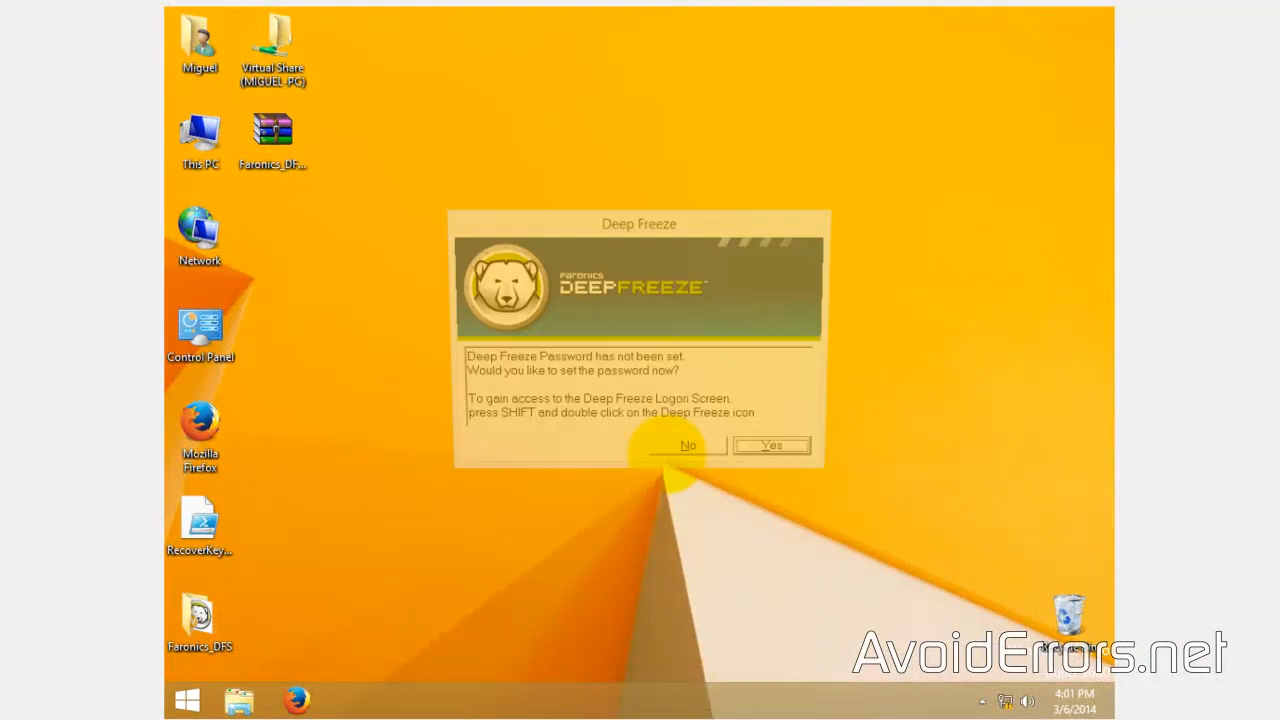 Miguel
Virtual Share
(MIGUEL-PC)
This PC
Faronics_DF...
Network
Control Panel
Mozilla
Firefox
RecoverKey...
Faronics_DFS
Deep Freeze
FARONICS
DEEPFREEZE
Deep Freeze Password has not been set.
Would you like to set the password now?
To gain access to the Deep Freeze Logon Screen,
press SHIFT and double click on the Deep Freeze icon
No
Yes
AvoidErrors.net
4:01 PM
3/6/2014